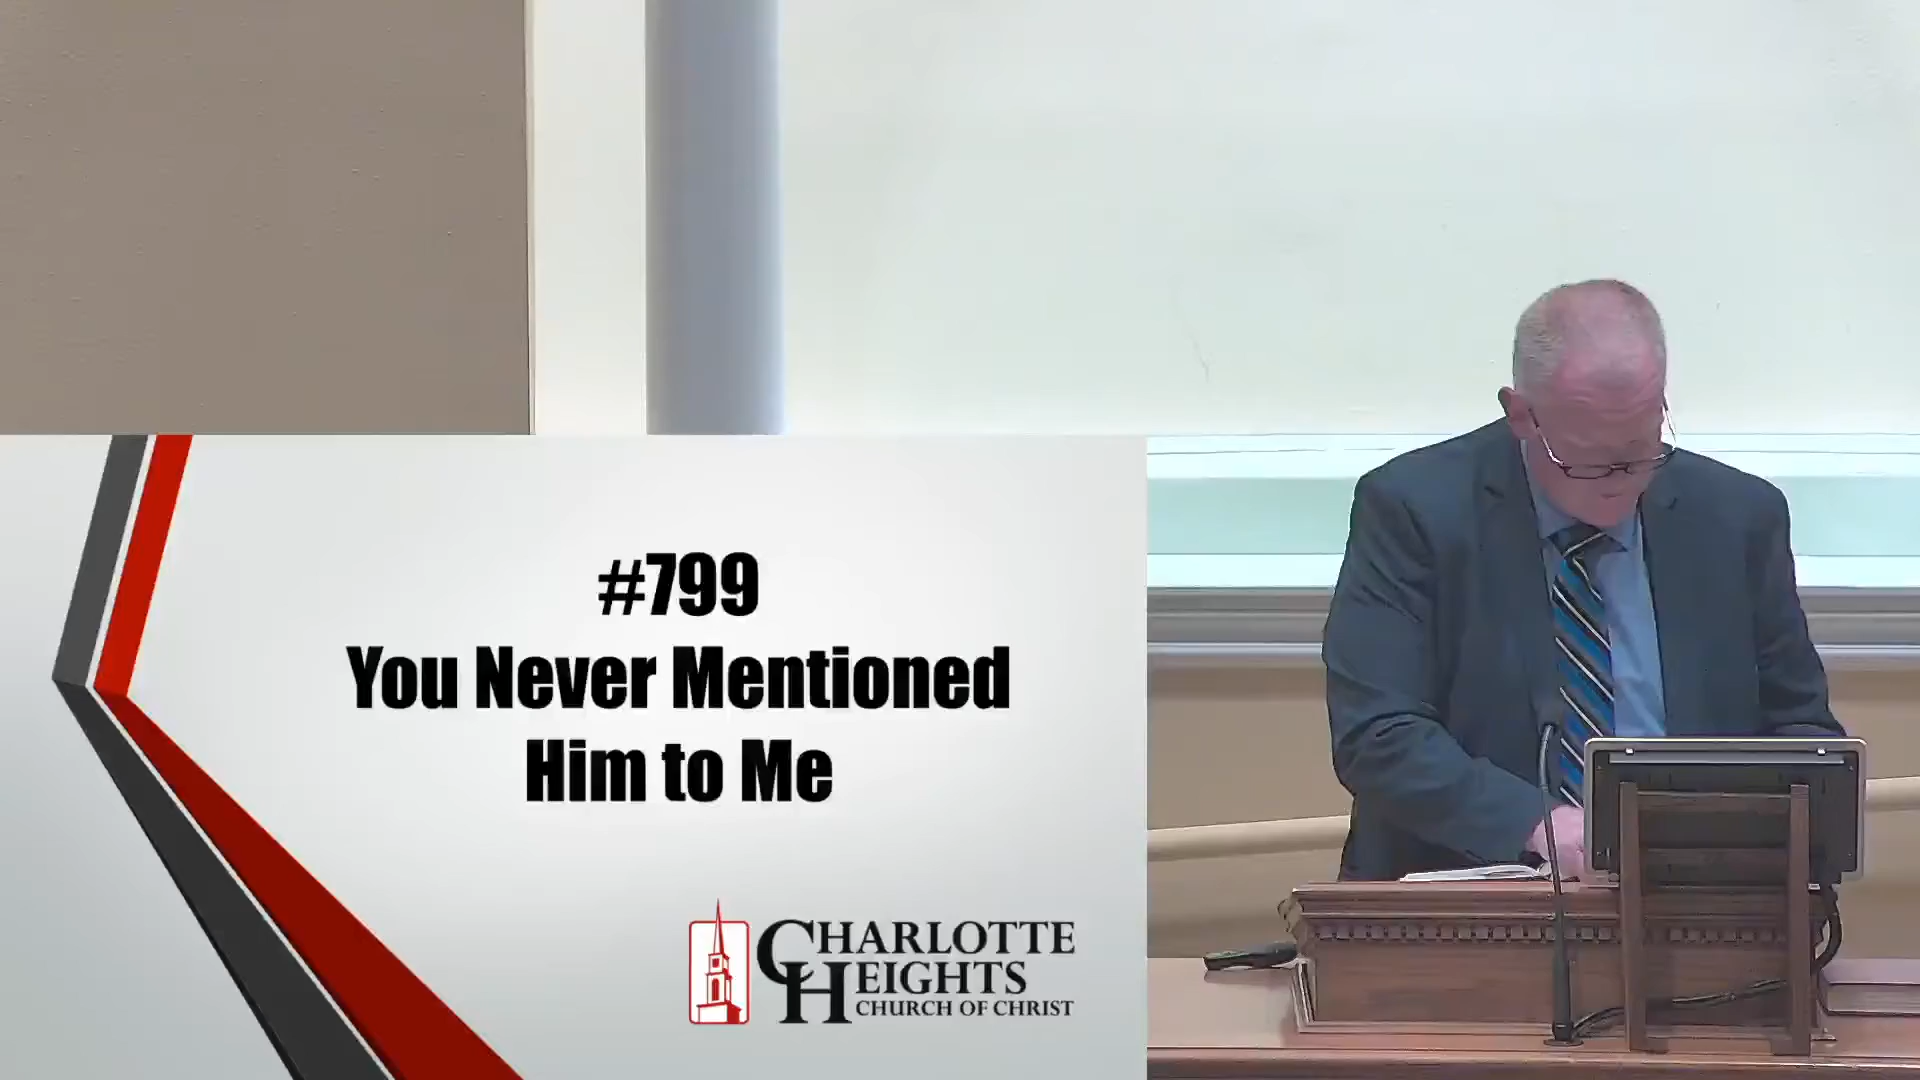 #799
You Never Mentioned
Him to Me
CHARLOTTE
HEIGHTS
CHURCH OF CHRIST